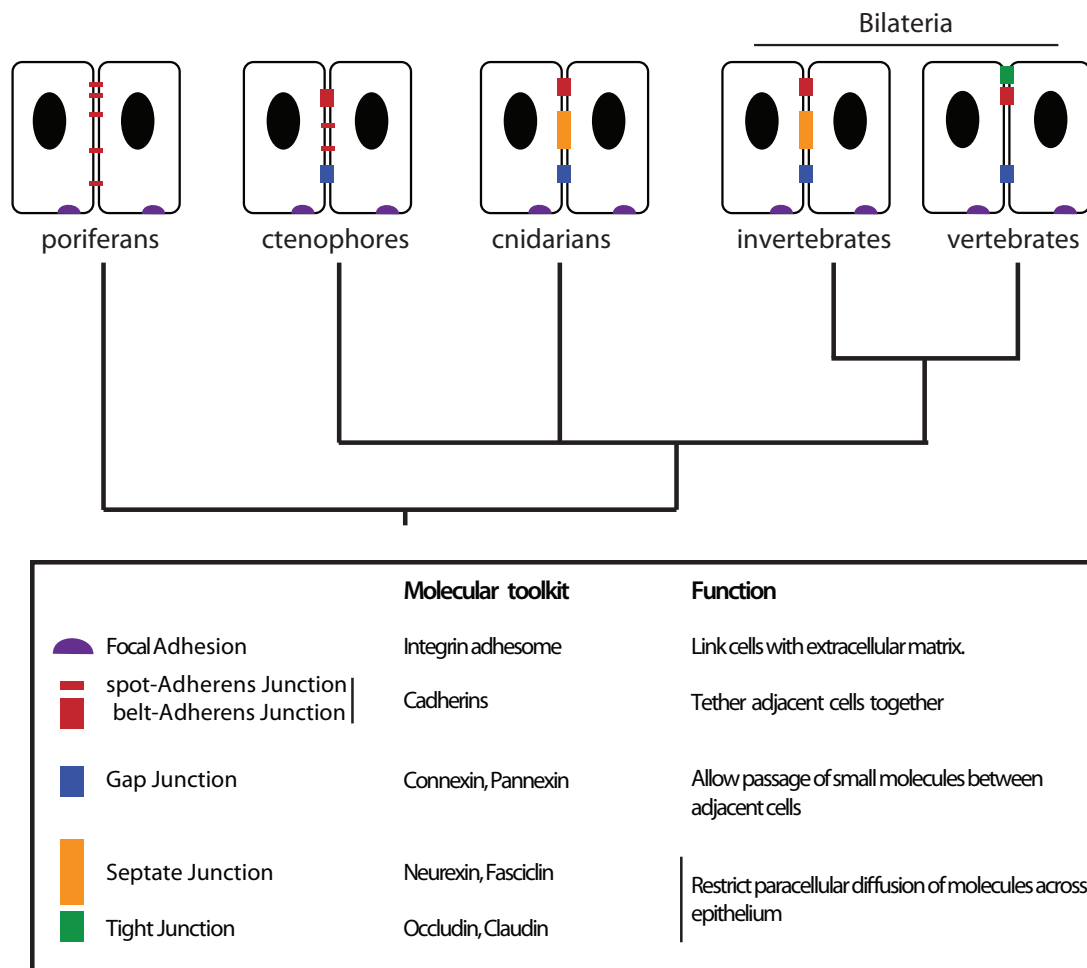 Bilateria
poriferans
ctenophores
cnidarians
invertebrates
vertebrates
Molecular toolkit
Function
Focal Adhesion
Integrin adhesome
Link cells with extracellular matrix.
spot-Adherens Junction
belt-Adherens Junction
Cadherins
Tether adjacent cells together
Gap Junction
Connexin, Pannexin
Allow passage of small molecules between
adjacent cells
Septate Junction
Neurexin, Fasciclin
Tight Junction
Occludin, Claudin
Restrict paracellular diffusion of molecules across
epithelium